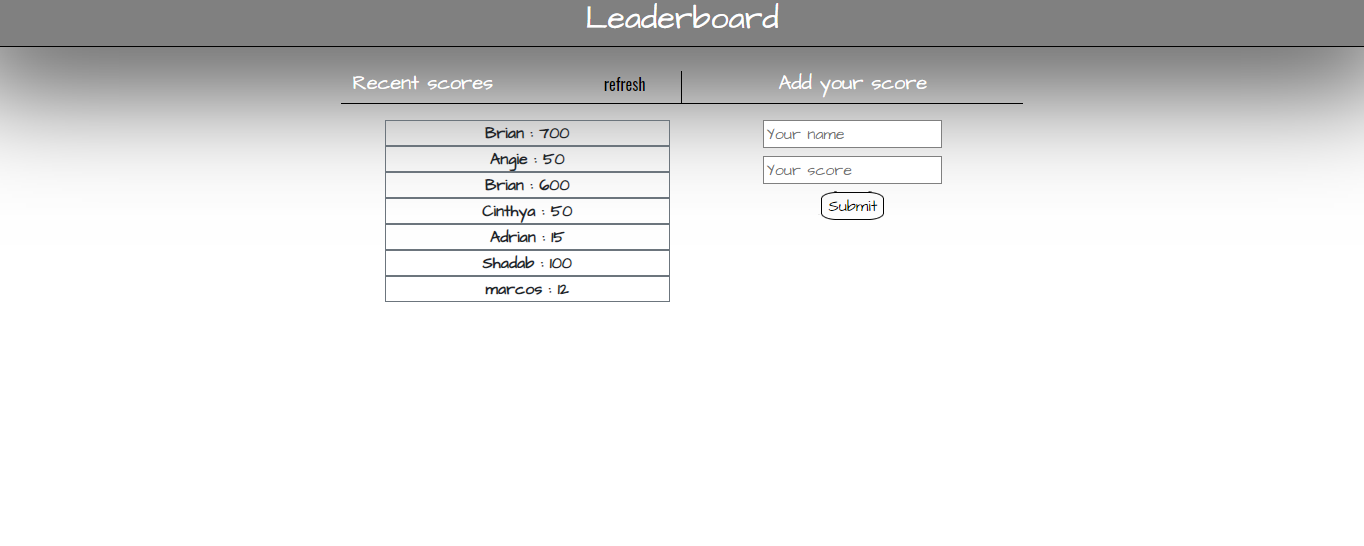 Leaderboard
Recent scores
refresh
Add your score
Brian : 700
Angie : 50
Brian : 600
Cinthya : 50
Adrian : 15
Shadab : 100
marcos : 12
Your name
Your score
Submit